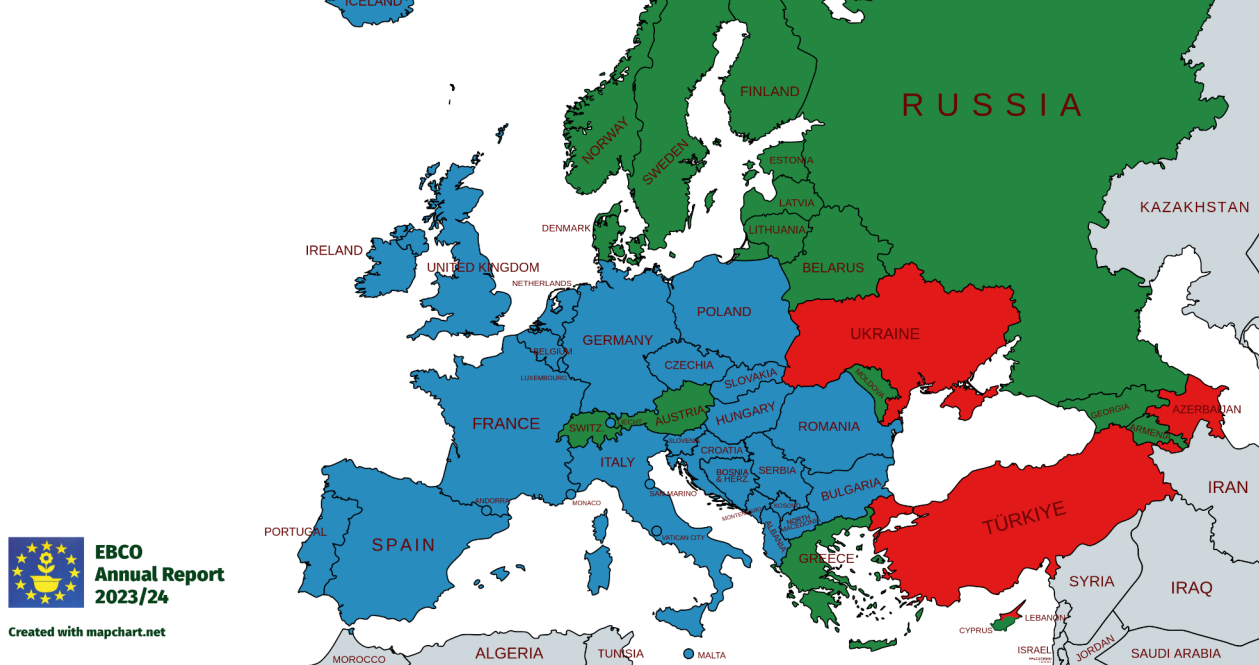 ICELAND
FINLAND
RUSSIA
NORWAY
SWEDEN
ESTONIA
KAZAKHSTAN
LATVIA
DENMARK
LITHUANIA
IRELAND
UNITED KINGDOM
BELARUS
NETHERLANDS
POLAND
UKRAINE
GERMANY
BELGIUM
CZECHIA
LUXEMBOURG
SLOVAKIA
MOLDOVA
FRANCE
SWITZ.
LIECHT.
AUSTRIA
HUNGARY
ROMANIA
GEORGIA
AZERBAIJAN
ARMENIA
SLOVENIA
CROATIA
ITALY
BOSNIA
& HERZ.
SERBIA
BULGARIA
IRAN
ANDORRA
MONACO
SAN MARINO
MONTENEGRO
KOSOVO
NORTH
MACEDONIA
ALBANIA
TÜRKIYE
PORTUGAL
SPAIN
VATICAN CITY
GREECE
SYRIA
IRAQ
EBCO
Annual Report
2023/24
Created with mapchart.net
CYPRUS
LEBANON
ISRAEL
JORDAN
SAUDI ARABIA
MOROCCO
ALGERIA
TUNISIA
MALTA